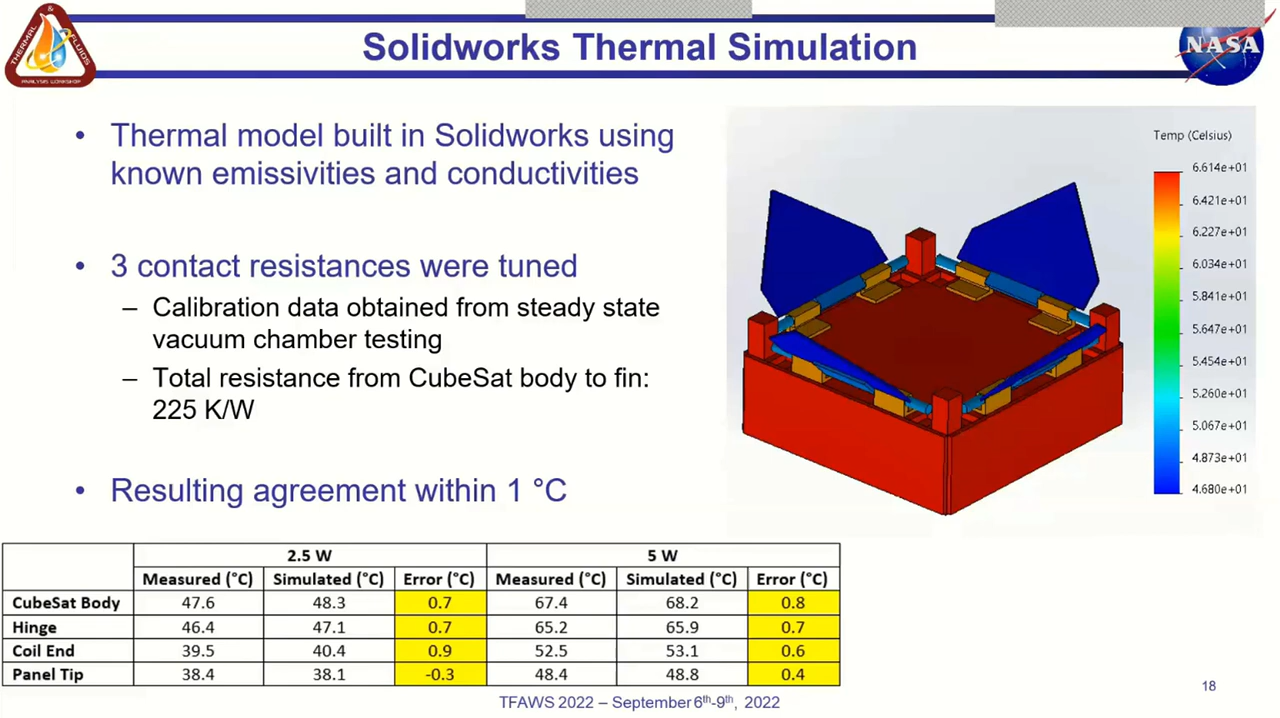 THERMAL & FLUIDS
ANALYSIS WORKSHOP
Solidworks Thermal Simulation
NASA
• Thermal model built in Solidworks using
known emissivities and conductivities
• 3 contact resistances were tuned
– Calibration data obtained from steady state
vacuum chamber testing
– Total resistance from CubeSat body to fin:
225 K/W
• Resulting agreement within 1 °C
Temp (Celsius)
6.614e+01
6.421e+01
6.227e+01
6.034e+01
5.841e+01
5.647e+01
5.454e+01
5.260e+01
5.067e+01
4.873e+01
4.680e+01
2.5 W 5 W
Measured (°C) Simulated (°C) Error (°C) Measured (°C) Simulated (°C) Error (°C)
CubeSat Body 47.6 48.3 0.7 67.4 68.2 0.8
Hinge 46.4 47.1 0.7 65.2 65.9 0.7
Coil End 39.5 40.4 0.9 52.5 53.1 0.6
Panel Tip 38.4 38.1 -0.3 48.4 48.8 0.4
TFAWS 2022 – September 6th-9th, 2022
18